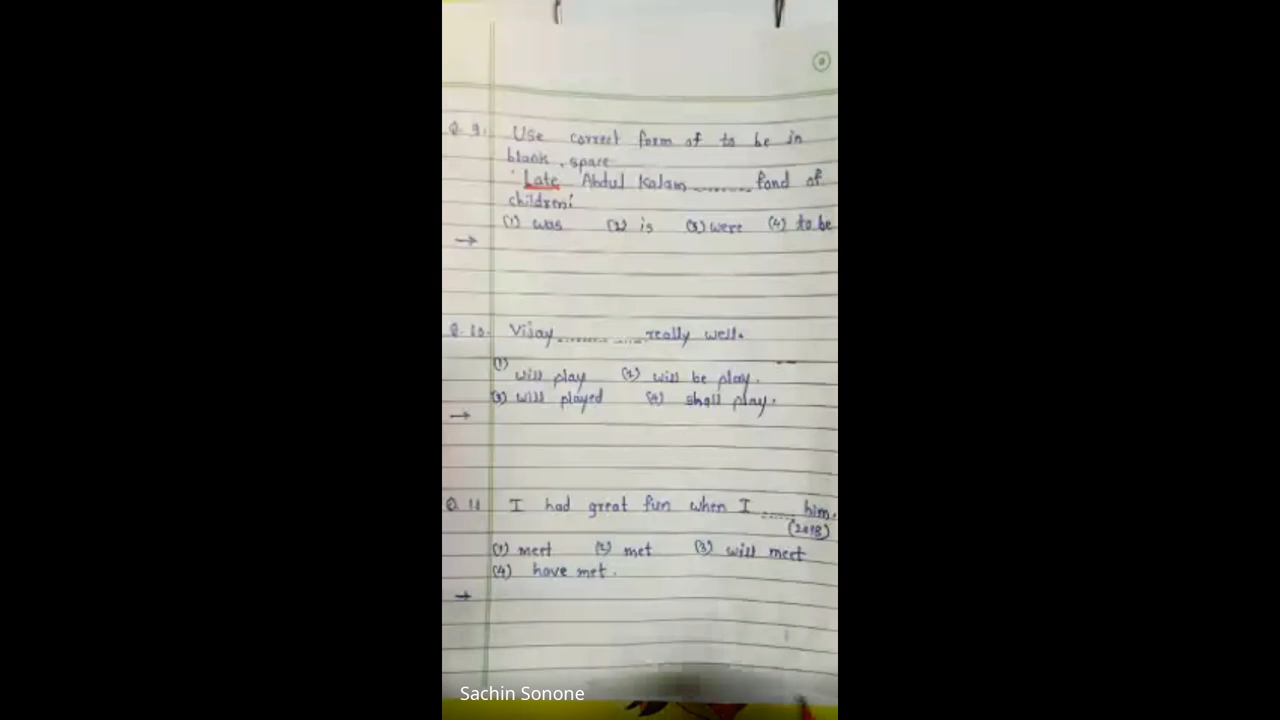 Q. 9. Use correct form of to be in
blank space
'Late Abdul Kalam ......... fond of
children.'
(1) was (2) is (3) were (4) to be
→
Q. 10. Vijay ......... ...... really well.
(1)
will play (2) will be play.
(3) will played (4) shall play.
→
Q. 11 I had great fun when I ...... him.
(2018)
(1) meet (2) met (3) will meet
(4) have met.
→
Sachin Sonone